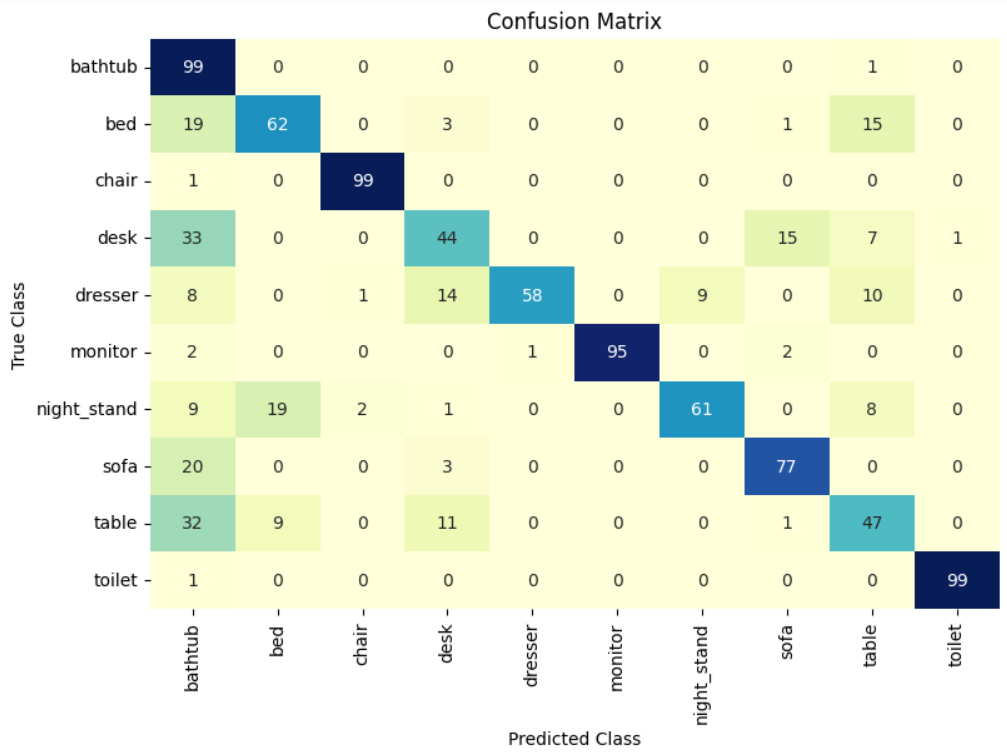 Confusion Matrix
True Class
bathtub 99 0 0 0 0 0 0 0 1 0
bed 19 62 0 3 0 0 0 1 15 0
chair 1 0 99 0 0 0 0 0 0 0
desk 33 0 0 44 0 0 0 15 7 1
dresser 8 0 1 14 58 0 9 0 10 0
monitor 2 0 0 0 1 95 0 2 0 0
night_stand 9 19 2 1 0 0 61 0 8 0
sofa 20 0 0 3 0 0 0 77 0 0
table 32 9 0 11 0 0 0 1 47 0
toilet 1 0 0 0 0 0 0 0 0 99
bathtub bed chair desk dresser monitor night_stand sofa table toilet
Predicted Class